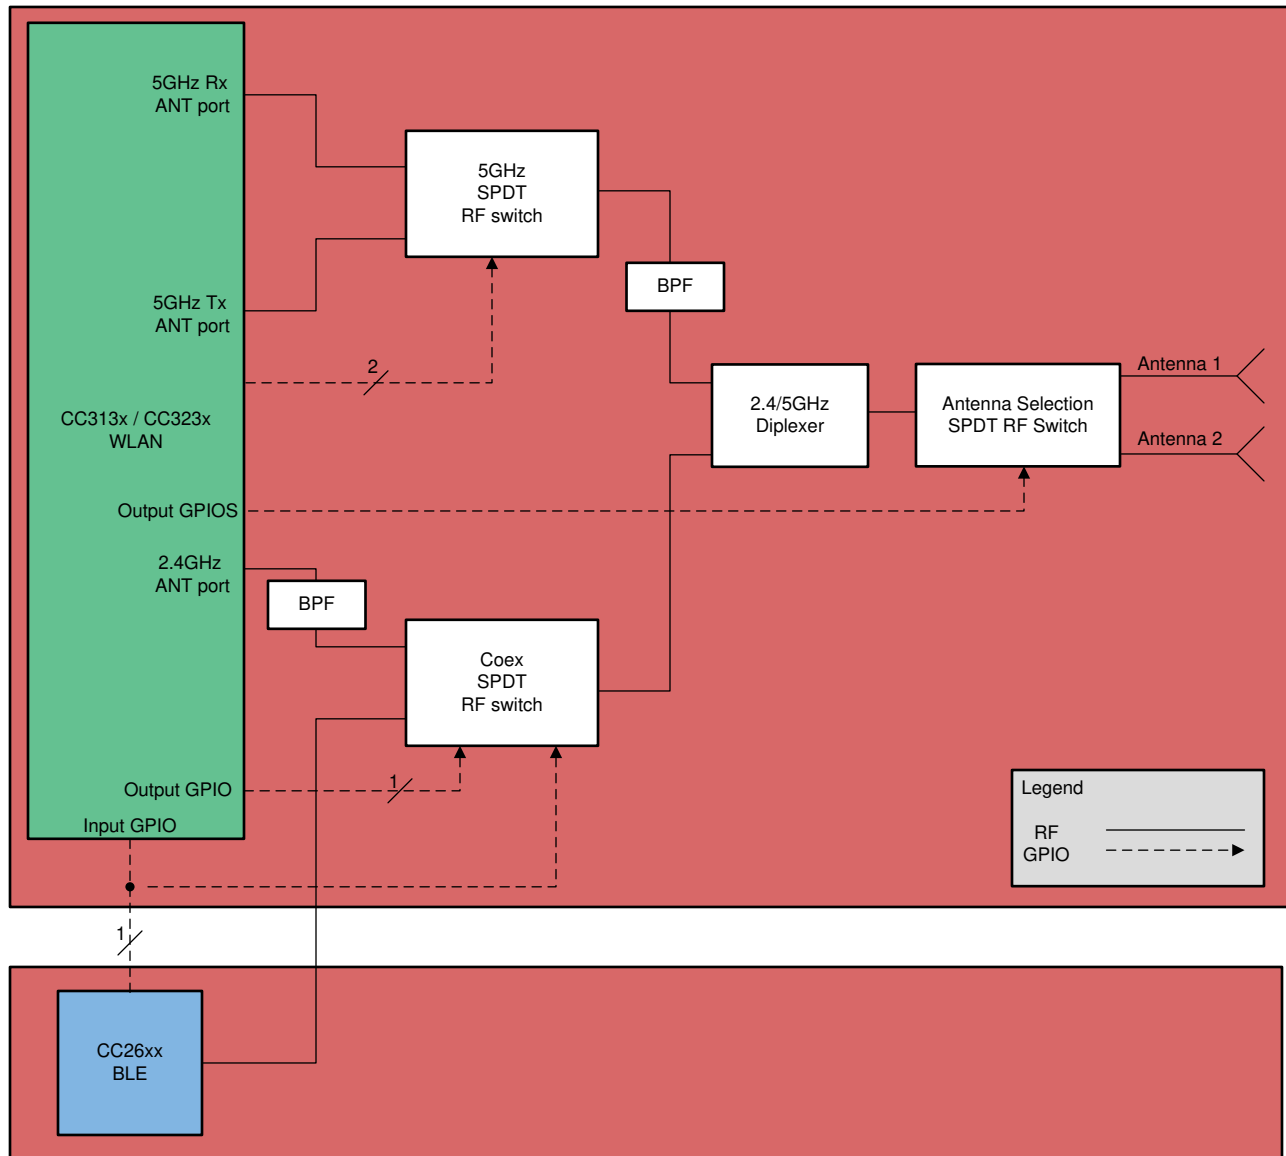 5GHz Rx
ANT port
5GHz
SPDT
RF switch
BPF
5GHz Tx
ANT port
2
CC313x / CC323x
WLAN
2.4/5GHz
Diplexer
Antenna Selection
SPDT RF Switch
Antenna 1
Antenna 2
Output GPIOS
2.4GHz
ANT port
BPF
Coex
SPDT
RF switch
Output GPIO
1
Input GPIO
Legend
RF
GPIO
1
CC26xx
BLE